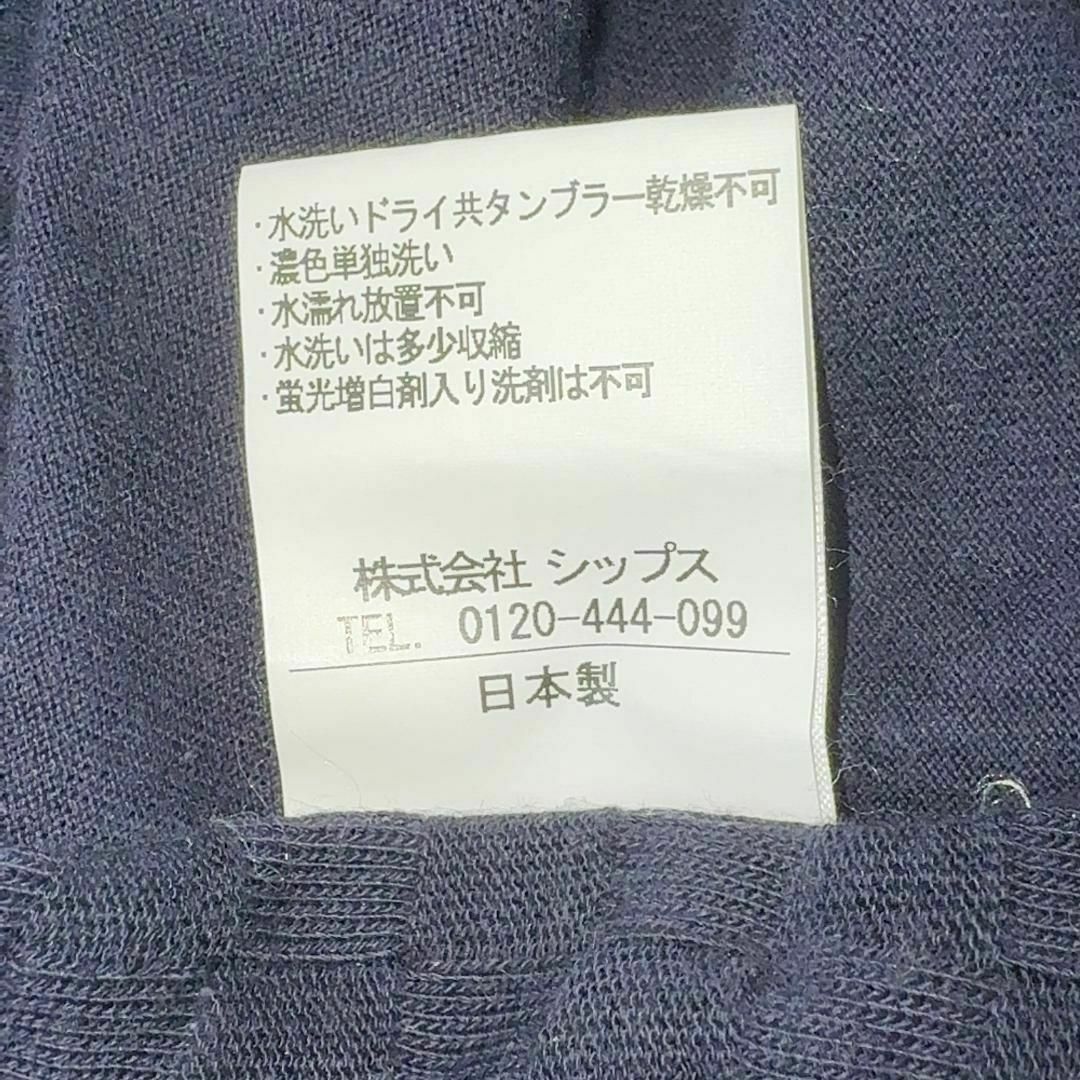 ・水洗いドライ共タンブラー乾燥不可
・濃色単独洗い
・水濡れ放置不可
・水洗いは多少収縮
・蛍光増白剤入り洗剤は不可
株式会社 シップス
TEL. 0120-444-099
日本製